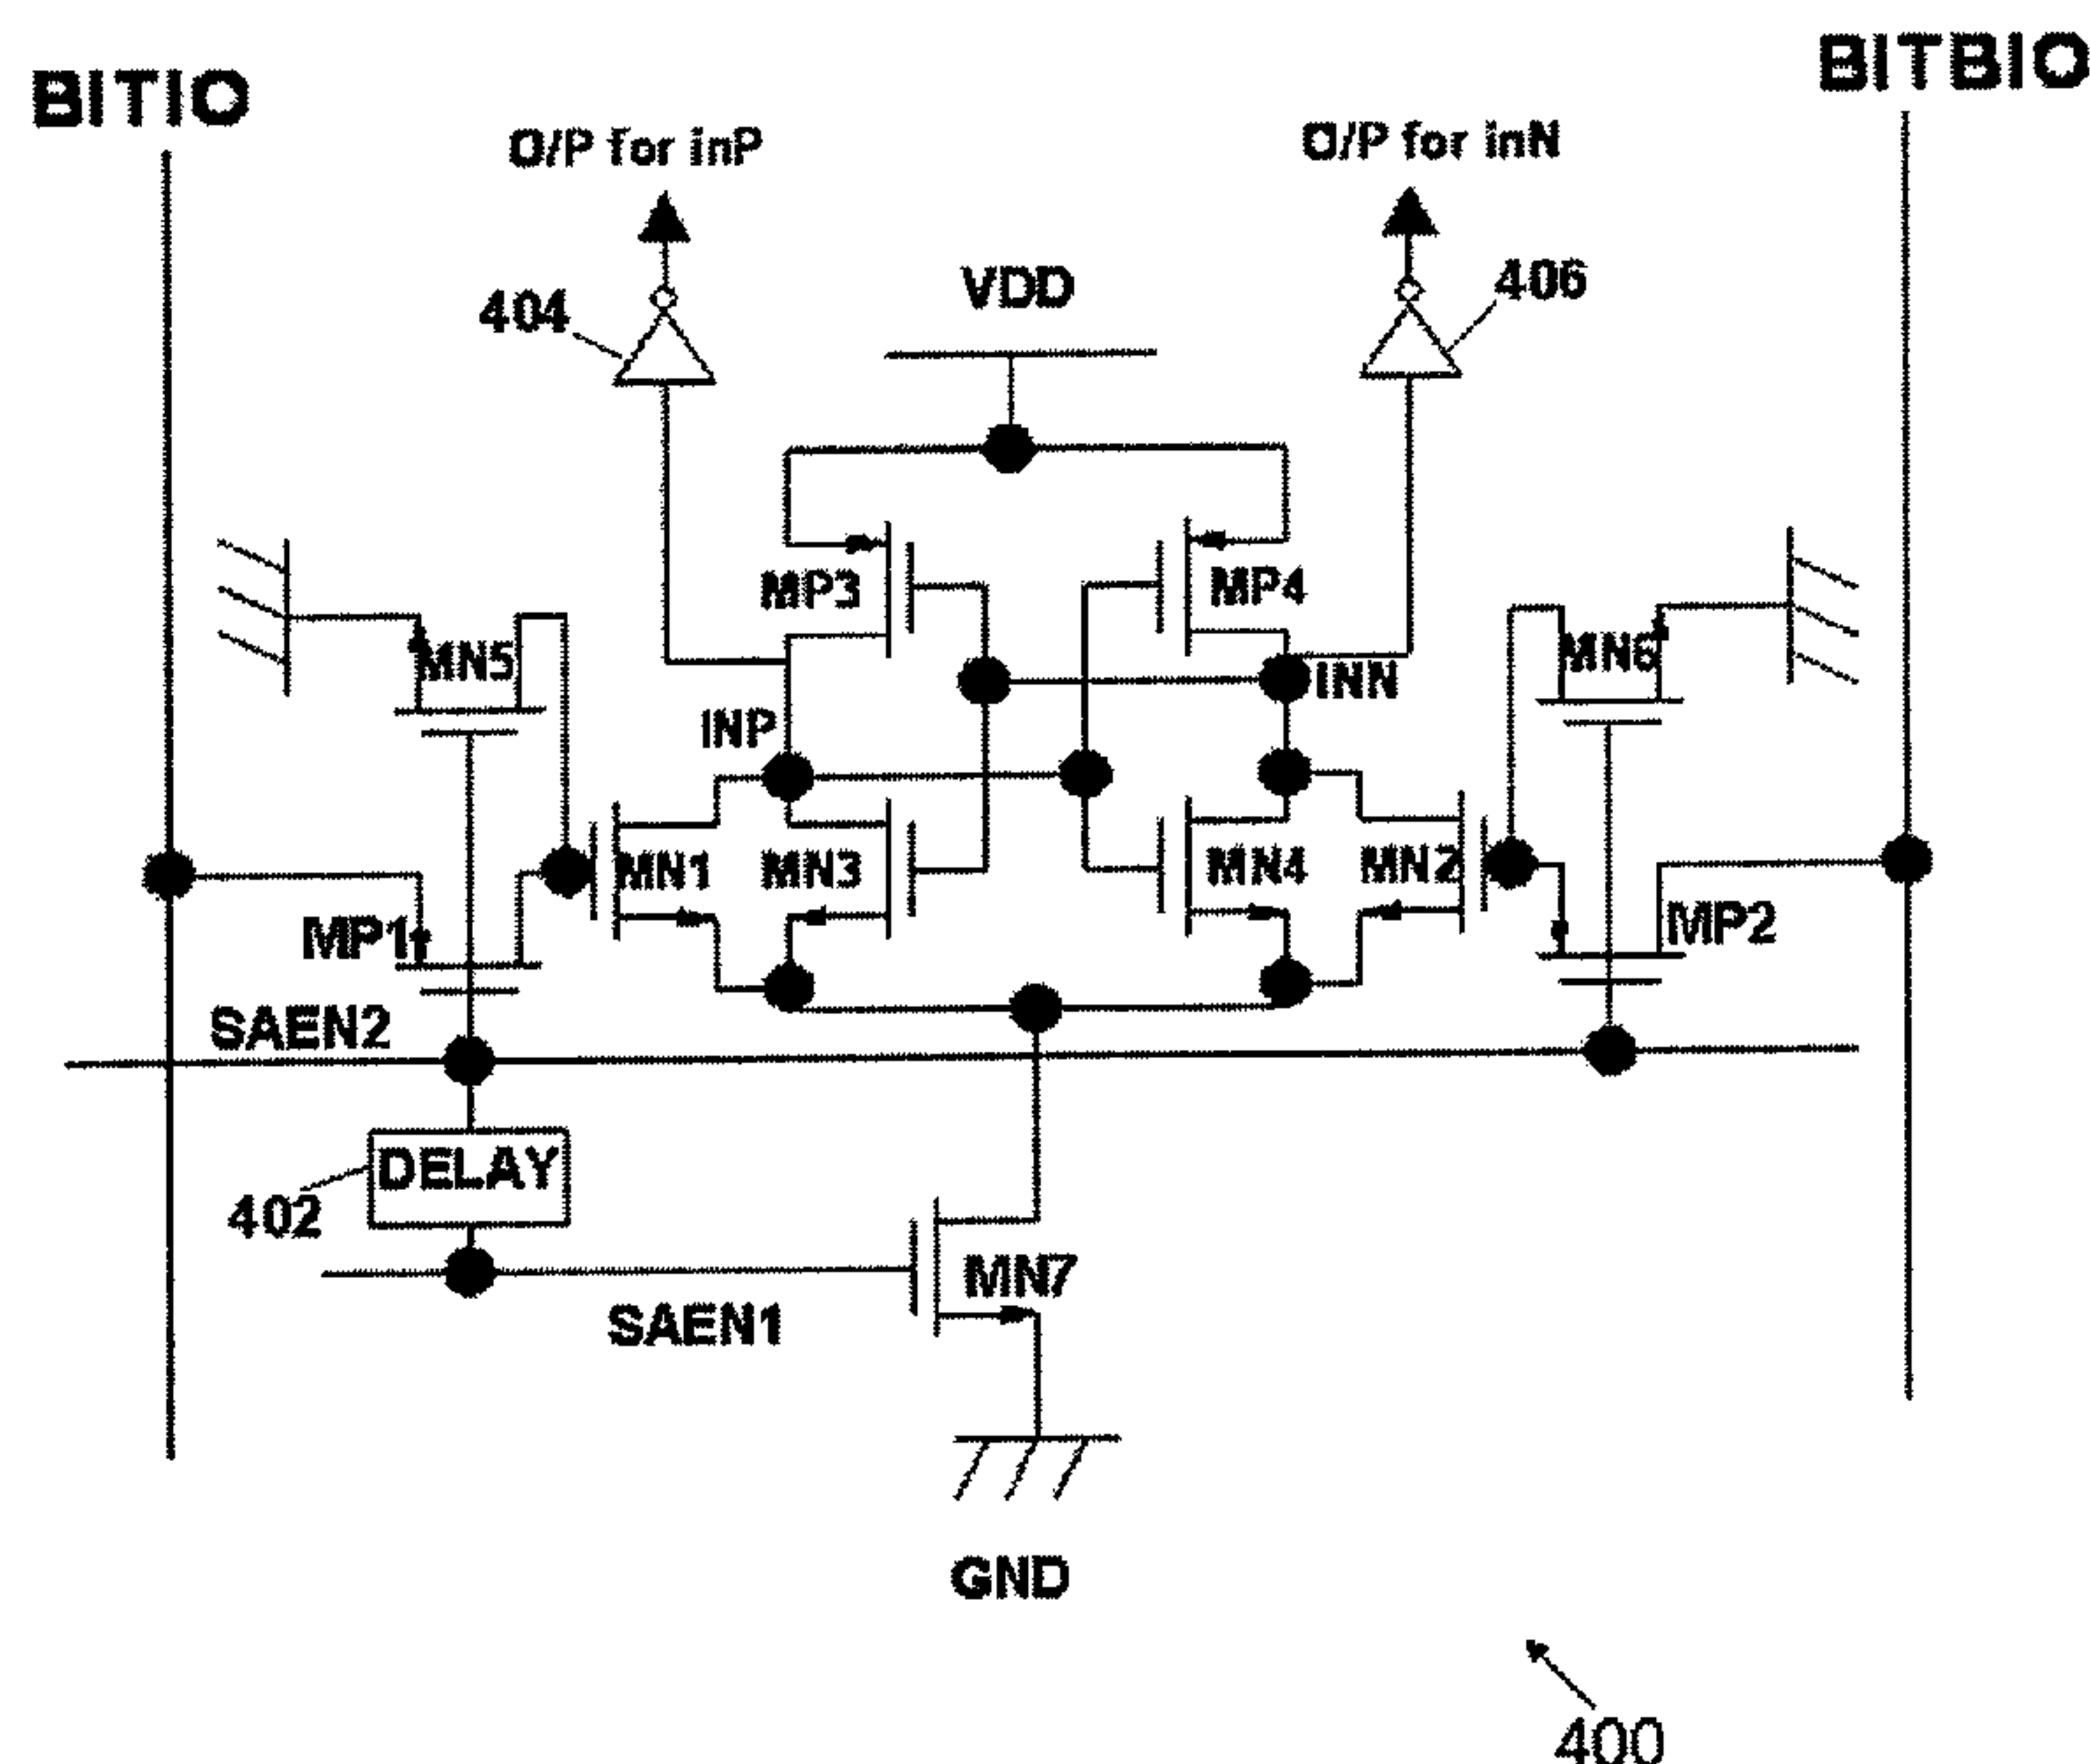 BITIO
BITBIO
O/P for inP
O/P for inN
404
VDD
406
MP3
MP4
MN5
MN6
INP
INN
MN1
MN3
MN4
MN2
MP1
MP2
SAEN2
DELAY
402
MN7
SAEN1
GND
400